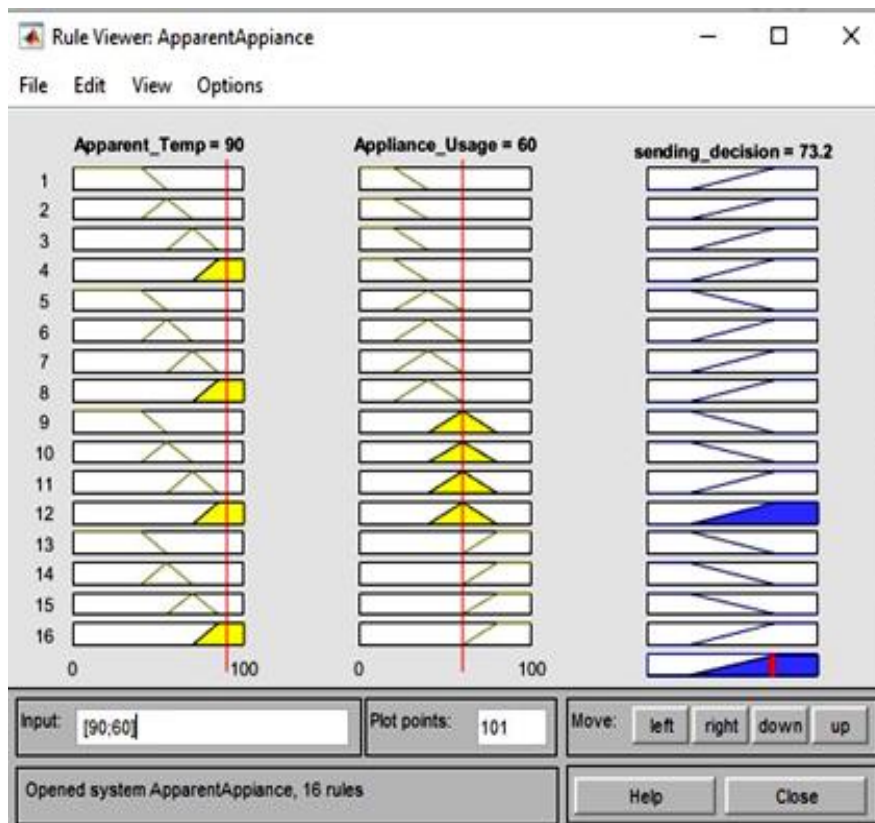 Rule Viewer: ApparentAppiance
File Edit View Options
Apparent_Temp = 90 Appliance_Usage = 60 sending_decision = 73.2
1
2
3
4
5
6
7
8
9
10
11
12
13
14
15
16
0 100 0 100
Input: [90;60] Plot points: 101 Move: left right down up
Opened system ApparentAppiance, 16 rules Help Close